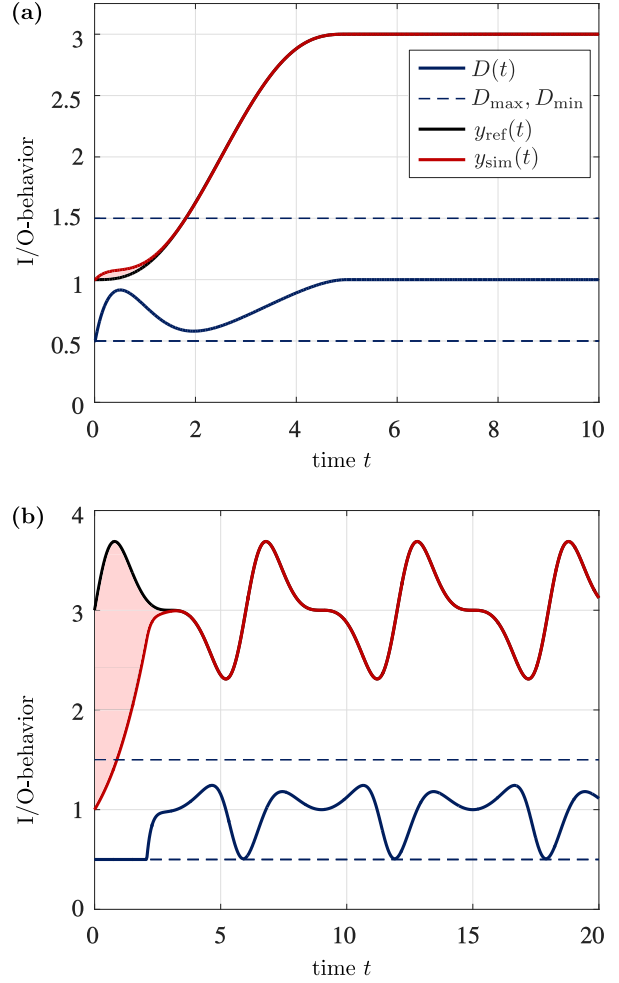 (a)
3
2.5
2
1.5
1
0.5
0
I/O-behavior
D(t)
D_max, D_min
y_ref(t)
y_sim(t)
0 2 4 6 8 10
time t
(b)
4
3
2
1
0
I/O-behavior
0 5 10 15 20
time t